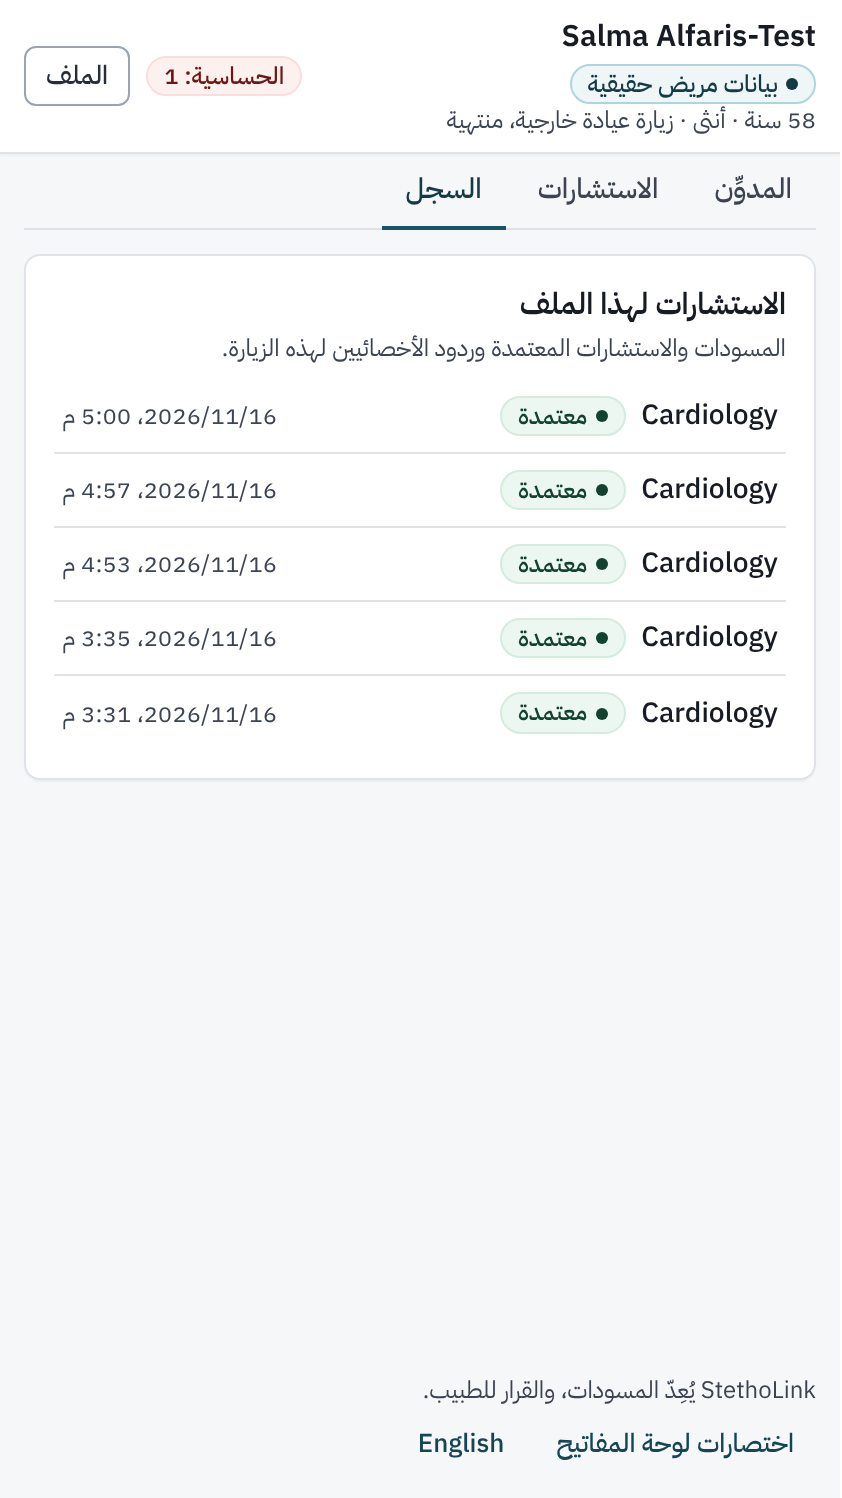 Salma Alfaris-Test
بيانات مريض حقيقية
58 سنة · أنثى · زيارة عيادة خارجية، منتهية
الحساسية: 1
الملف
المدوِّن الاستشارات السجل
الاستشارات لهذا الملف
المسودات والاستشارات المعتمدة وردود الأخصائيين لهذه الزيارة.
Cardiology معتمدة 2026/11/16، 5:00 م
Cardiology معتمدة 2026/11/16، 4:57 م
Cardiology معتمدة 2026/11/16، 4:53 م
Cardiology معتمدة 2026/11/16، 3:35 م
Cardiology معتمدة 2026/11/16، 3:31 م
StethoLink يُعِدّ المسودات، والقرار للطبيب.
اختصارات لوحة المفاتيح English